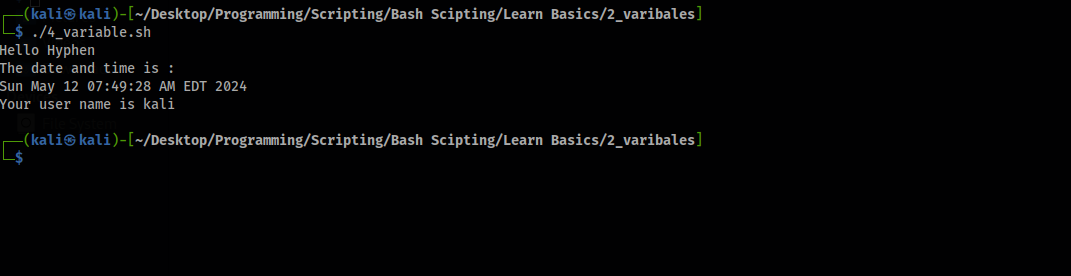 ┌──(kali㉿kali)-[~/Desktop/Programming/Scripting/Bash Scipting/Learn Basics/2_varibales]
└─$ ./4_variable.sh
Hello Hyphen
The date and time is :
Sun May 12 07:49:28 AM EDT 2024
Your user name is kali
┌──(kali㉿kali)-[~/Desktop/Programming/Scripting/Bash Scipting/Learn Basics/2_varibales]
└─$